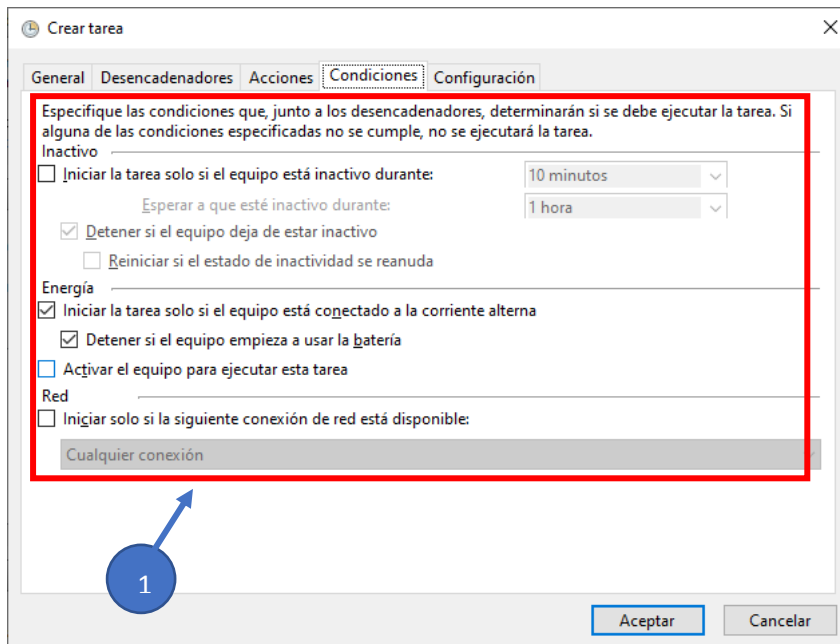 Crear tarea
General Desencadenadores Acciones Condiciones Configuración
Especifique las condiciones que, junto a los desencadenadores, determinarán si se debe ejecutar la tarea. Si
alguna de las condiciones especificadas no se cumple, no se ejecutará la tarea.
Inactivo
Iniciar la tarea solo si el equipo está inactivo durante: 10 minutos
Esperar a que esté inactivo durante: 1 hora
Detener si el equipo deja de estar inactivo
Reiniciar si el estado de inactividad se reanuda
Energía
Iniciar la tarea solo si el equipo está conectado a la corriente alterna
Detener si el equipo empieza a usar la batería
Activar el equipo para ejecutar esta tarea
Red
Iniciar solo si la siguiente conexión de red está disponible:
Cualquier conexión
1
Aceptar Cancelar